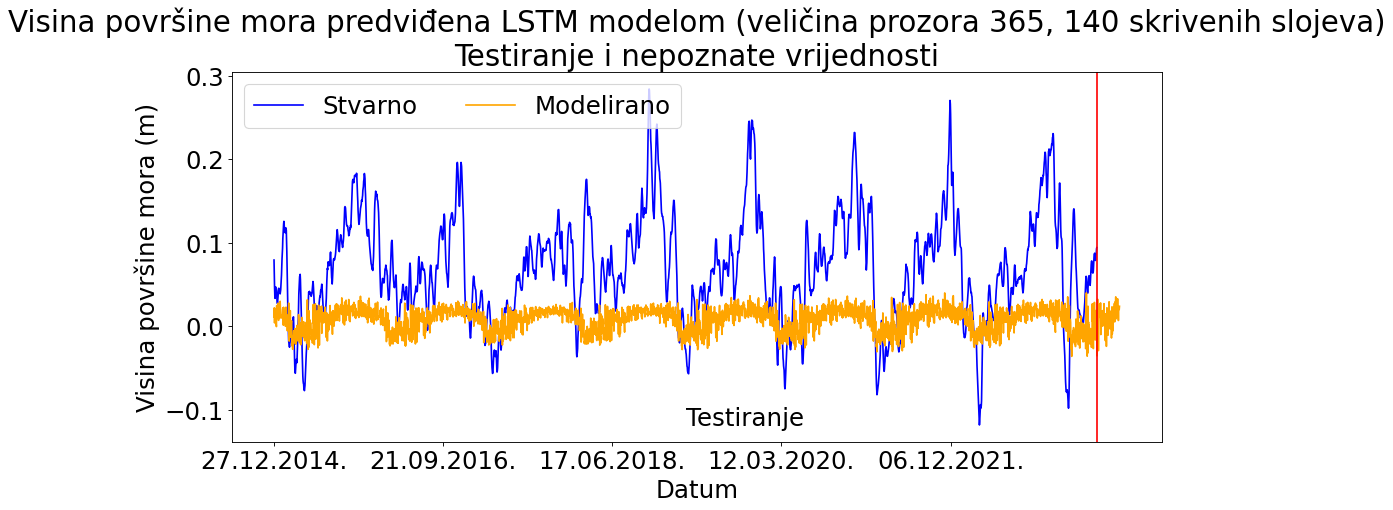 Visina površine mora predviđena LSTM modelom (veličina prozora 365, 140 skrivenih slojeva)
Testiranje i nepoznate vrijednosti
Stvarno
Modelirano
Visina površine mora (m)
0.3
0.2
0.1
0.0
−0.1
Testiranje
27.12.2014.
21.09.2016.
17.06.2018.
12.03.2020.
06.12.2021.
Datum